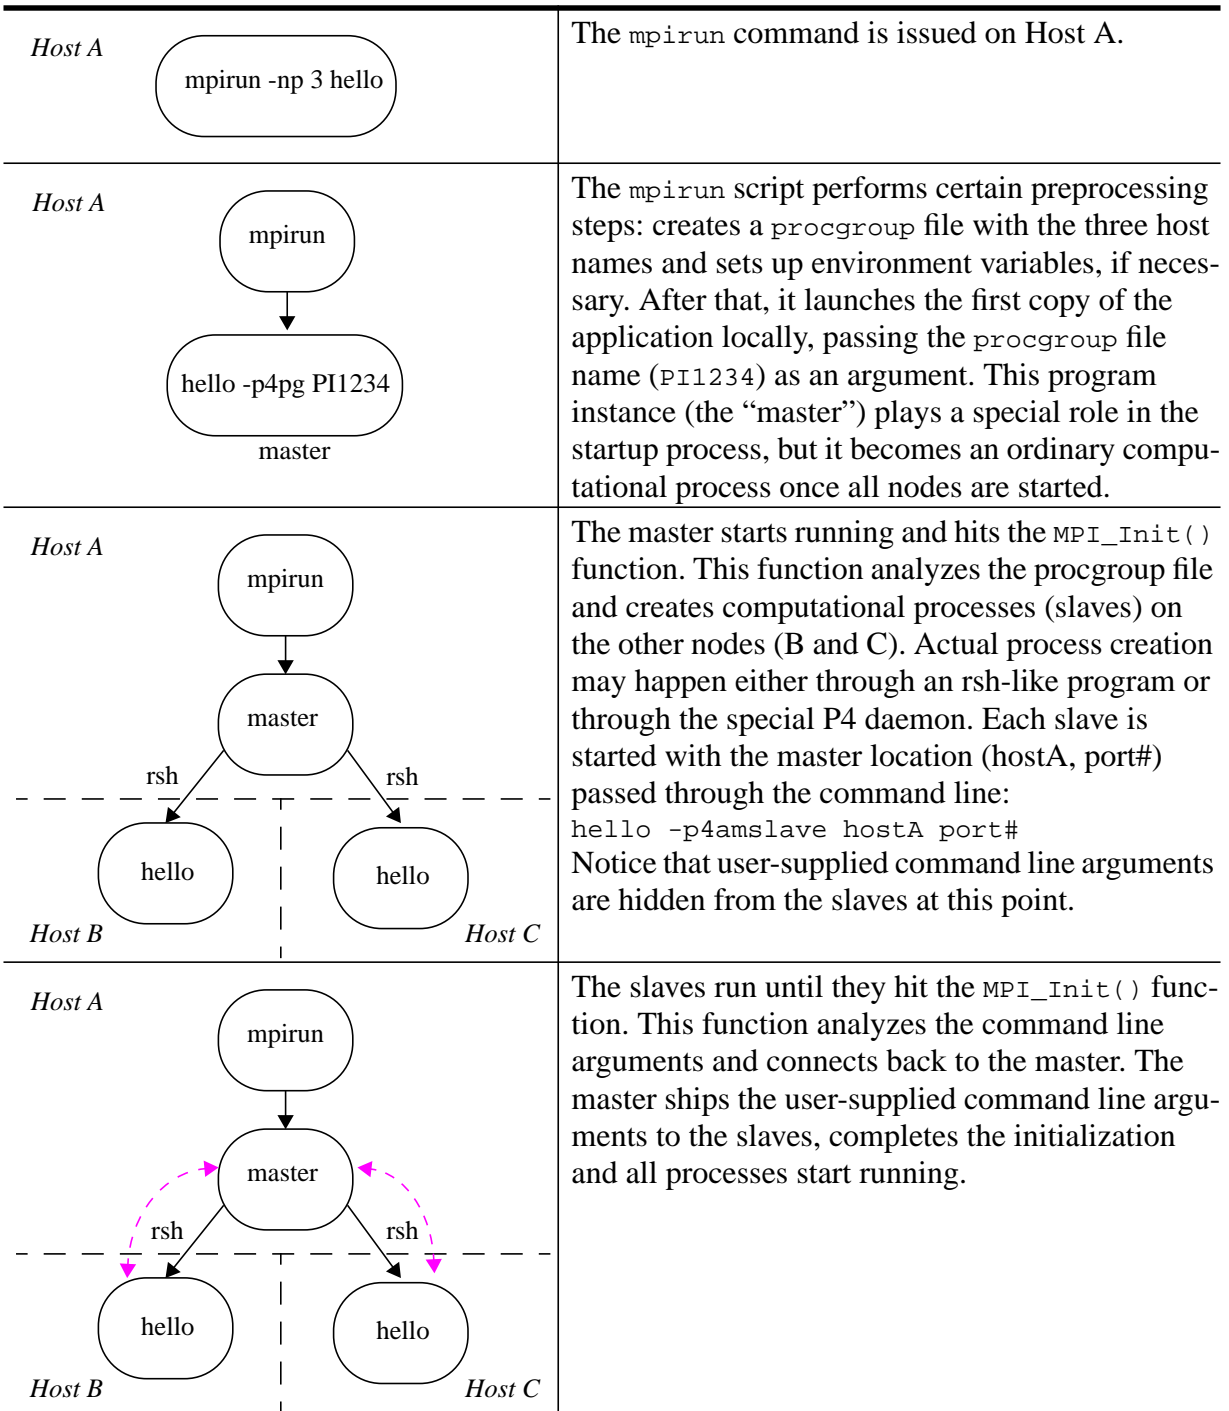 Host A
mpirun -np 3 hello
The mpirun command is issued on Host A.
Host A
mpirun
hello -p4pg PI1234
master
The mpirun script performs certain preprocessing
steps: creates a procgroup file with the three host
names and sets up environment variables, if neces-
sary. After that, it launches the first copy of the
application locally, passing the procgroup file
name (PI1234) as an argument. This program
instance (the “master”) plays a special role in the
startup process, but it becomes an ordinary compu-
tational process once all nodes are started.
Host A
mpirun
master
rsh
rsh
hello
hello
Host B
Host C
The master starts running and hits the MPI_Init()
function. This function analyzes the procgroup file
and creates computational processes (slaves) on
the other nodes (B and C). Actual process creation
may happen either through an rsh-like program or
through the special P4 daemon. Each slave is
started with the master location (hostA, port#)
passed through the command line:
hello -p4amslave hostA port#
Notice that user-supplied command line arguments
are hidden from the slaves at this point.
Host A
mpirun
master
rsh
rsh
hello
hello
Host B
Host C
The slaves run until they hit the MPI_Init() func-
tion. This function analyzes the command line
arguments and connects back to the master. The
master ships the user-supplied command line argu-
ments to the slaves, completes the initialization
and all processes start running.